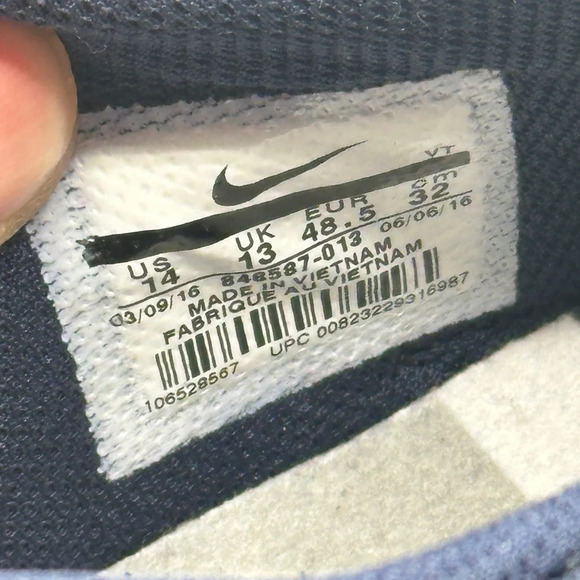 YT
US UK EUR cm
14 13 48.5 32
03/09/16 848587-013 06/06/16
MADE IN VIETNAM
FABRIQUE AU VIETNAM
106528567 UPC 00823229316987